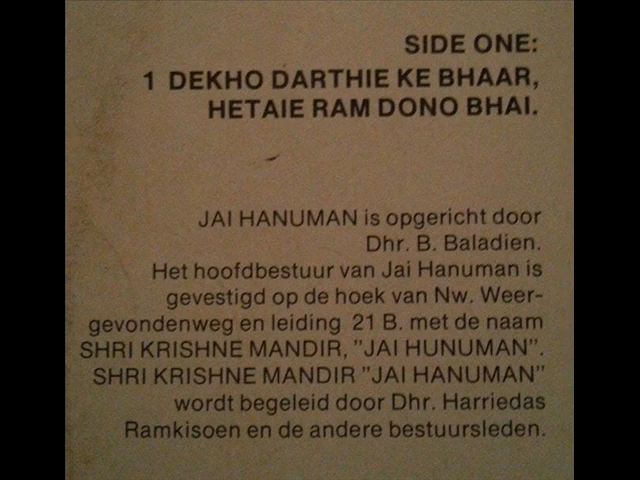 SIDE ONE:
1 DEKHO DARTHIE KE BHAAR,
HETAIE RAM DONO BHAI.
JAI HANUMAN is opgericht door
Dhr. B. Baladien.
Het hoofdbestuur van Jai Hanuman is
gevestigd op de hoek van Nw. Weer-
gevondenweg en leiding 21 B. met de naam
SHRI KRISHNE MANDIR, "JAI HUNUMAN".
SHRI KRISHNE MANDIR "JAI HANUMAN"
wordt begeleid door Dhr. Harriedas
Ramkisoen en de andere bestuursleden.